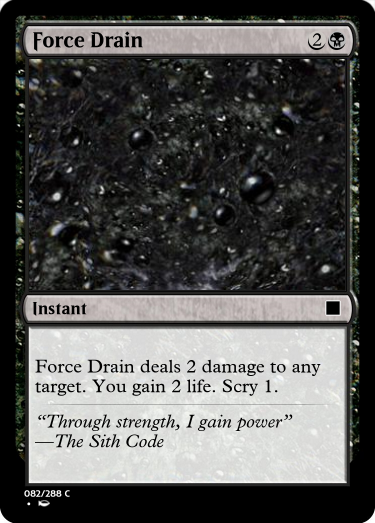 Force Drain 2
Instant
Force Drain deals 2 damage to any
target. You gain 2 life. Scry 1.
“Through strength, I gain power”
—The Sith Code
082/288 C